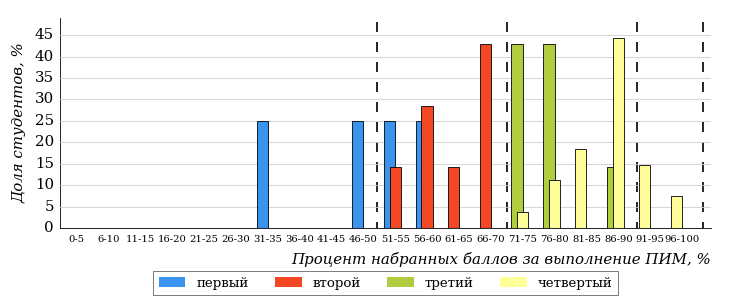 Доля студентов, %
45
40
35
30
25
20
15
10
5
0
0-5 6-10 11-15 16-20 21-25 26-30 31-35 36-40 41-45 46-50 51-55 56-60 61-65 66-70 71-75 76-80 81-85 86-90 91-95 96-100
Процент набранных баллов за выполнение ПИМ, %
первый второй третий четвертый